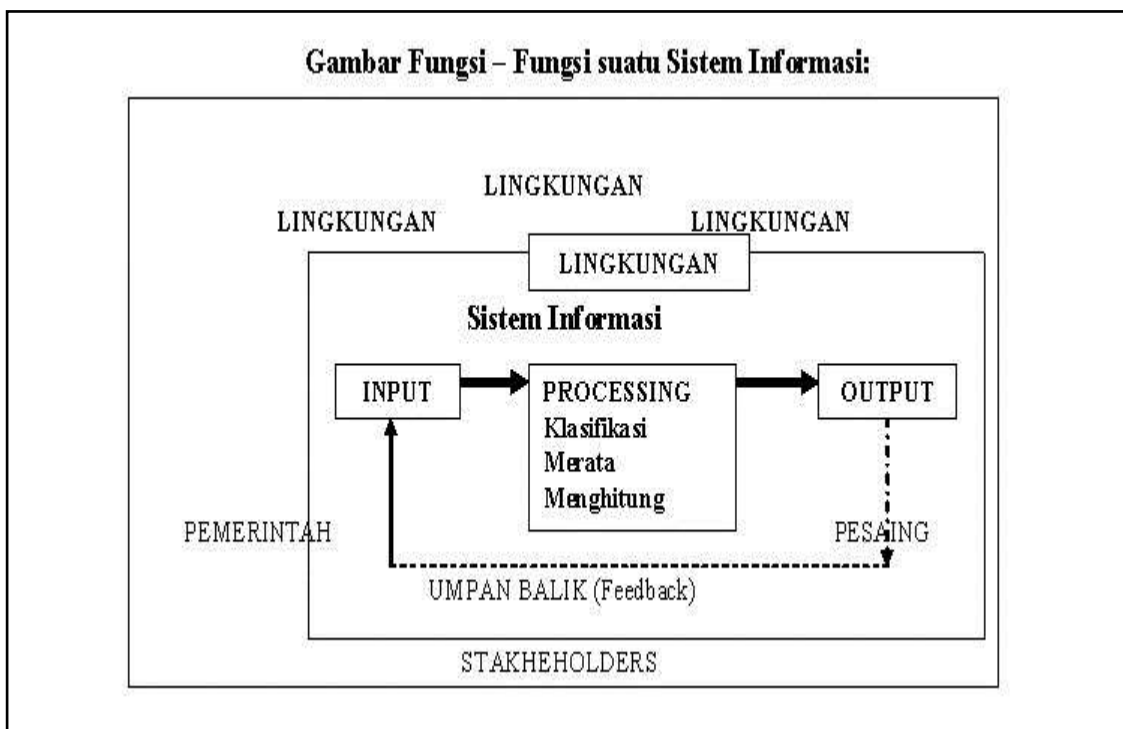 Gambar Fungsi – Fungsi suatu Sistem Informasi:
LINGKUNGAN
LINGKUNGAN
LINGKUNGAN
LINGKUNGAN
Sistem Informasi
INPUT
PROCESSING
Klasifikasi
Merata
Menghitung
OUTPUT
PEMERINTAH
PESAING
UMPAN BALIK (Feedback)
STAKHEHOLDERS